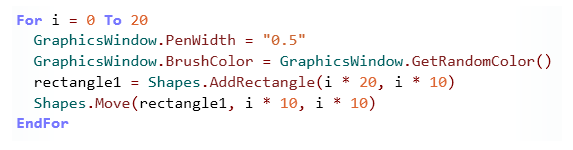 For i = 0 To 20
  GraphicsWindow.PenWidth = "0.5"
  GraphicsWindow.BrushColor = GraphicsWindow.GetRandomColor()
  rectangle1 = Shapes.AddRectangle(i * 20, i * 10)
  Shapes.Move(rectangle1, i * 10, i * 10)
EndFor